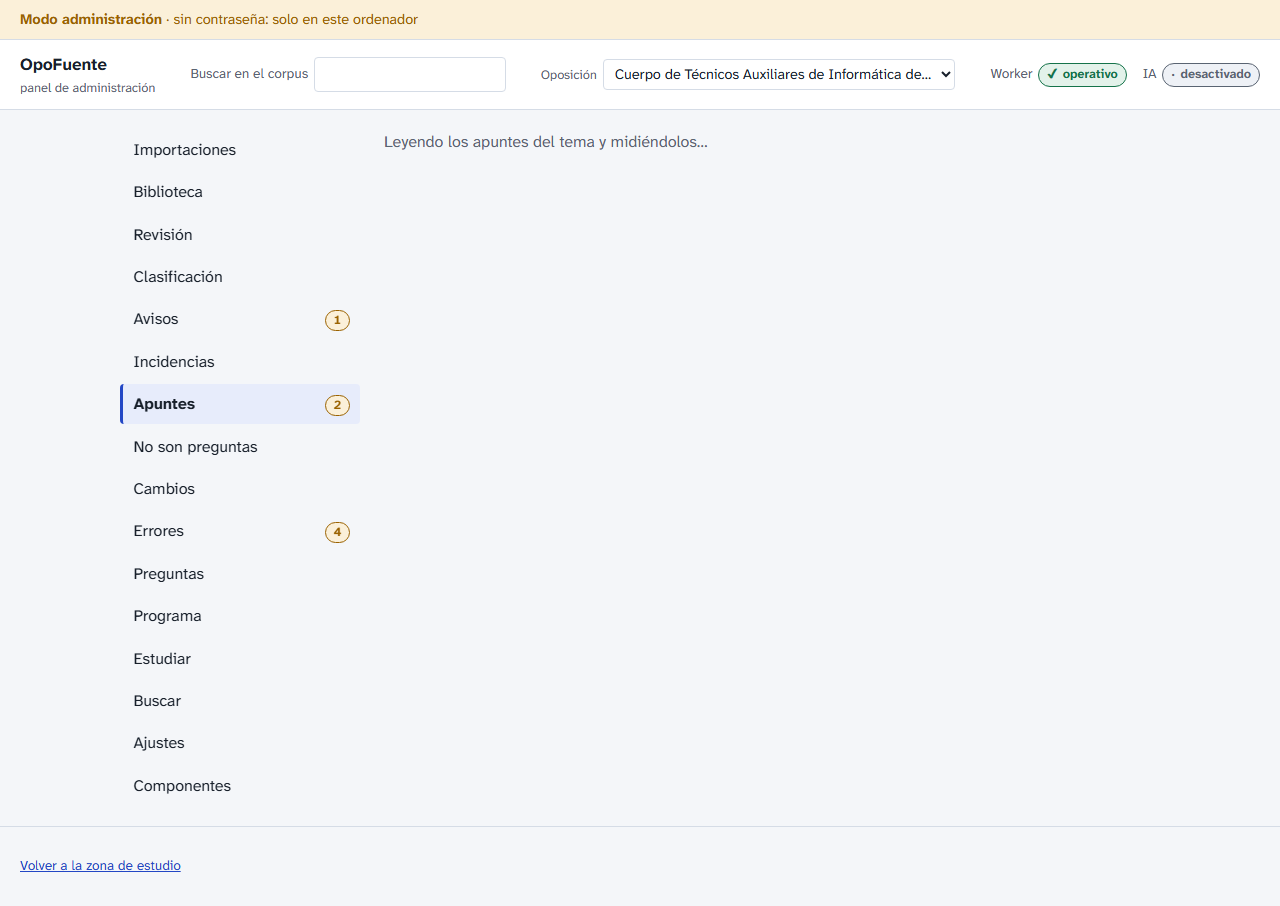 Modo administración · sin contraseña: solo en este ordenador
OpoFuente
panel de administración
Buscar en el corpus
Oposición
Cuerpo de Técnicos Auxiliares de Informática de...
Worker
✓ operativo
IA
· desactivado
Importaciones
Biblioteca
Revisión
Clasificación
Avisos 1
Incidencias
Apuntes 2
No son preguntas
Cambios
Errores 4
Preguntas
Programa
Estudiar
Buscar
Ajustes
Componentes
Leyendo los apuntes del tema y midiéndolos...
Volver a la zona de estudio